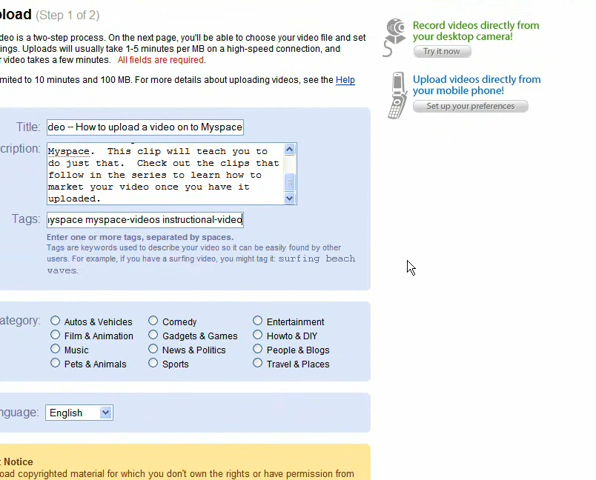 pload (Step 1 of 2)
deo is a two-step process. On the next page, you'll be able to choose your video file and set
ngs. Uploads will usually take 1-5 minutes per MB on a high-speed connection, and
r video takes a few minutes. All fields are required.
mited to 10 minutes and 100 MB. For more details about uploading videos, see the Help
Record videos directly from
your desktop camera!
Try it now
Upload videos directly from
your mobile phone!
Set up your preferences
Title: deo -- How to upload a video on to Myspace
cription: Myspace. This clip will teach you to
do just that. Check out the clips that
follow in the series to learn how to
market your video once you have it
uploaded.
Tags: yspace myspace-videos instructional-video
Enter one or more tags, separated by spaces.
Tags are keywords used to describe your video so it can be easily found by other
users. For example, if you have a surfing video, you might tag it: surfing beach
waves.
ategory: Autos & Vehicles Comedy Entertainment
Film & Animation Gadgets & Games Howto & DIY
Music News & Politics People & Blogs
Pets & Animals Sports Travel & Places
nguage: English
t Notice
oad copyrighted material for which you don't own the rights or have permission from